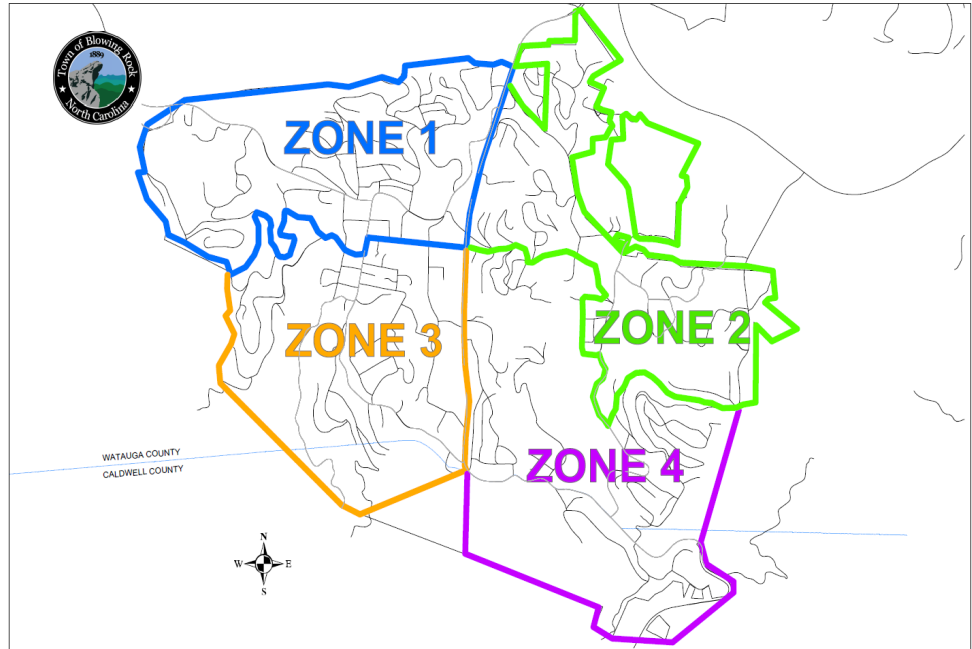 Town of Blowing Rock
1889
North Carolina
ZONE 1
ZONE 2
ZONE 3
ZONE 4
WATAUGA COUNTY
CALDWELL COUNTY
N
W E
S